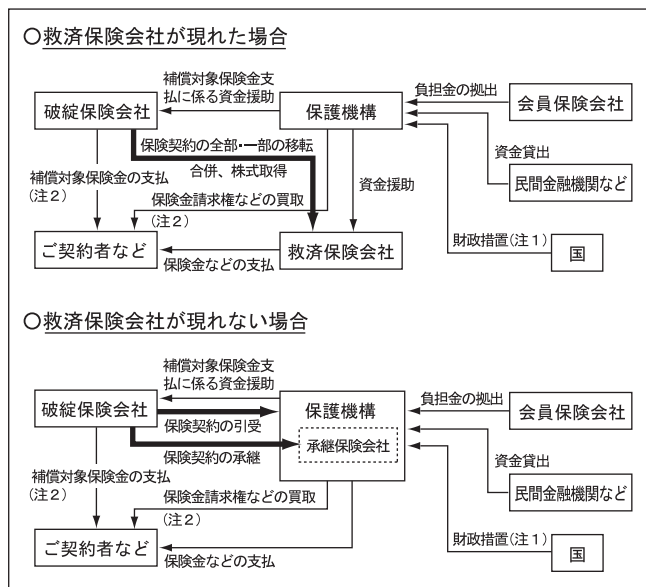 ○救済保険会社が現れた場合
補償対象保険金支
払に係る資金援助
負担金の拠出
破綻保険会社
保護機構
会員保険会社
保険契約の全部・一部の移転
合併、株式取得
資金貸出
補償対象保険金の支払
(注2)
資金援助
民間金融機関など
保険金請求権などの買取
(注2)
財政措置(注1)
ご契約者など
救済保険会社
国
保険金などの支払
○救済保険会社が現れない場合
補償対象保険金支
払に係る資金援助
負担金の拠出
破綻保険会社
保護機構
会員保険会社
保険契約の引受
承継保険会社
保険契約の承継
資金貸出
補償対象保険金の支払
(注2)
民間金融機関など
保険金請求権などの買取
(注2)
財政措置(注1)
ご契約者など
国
保険金などの支払